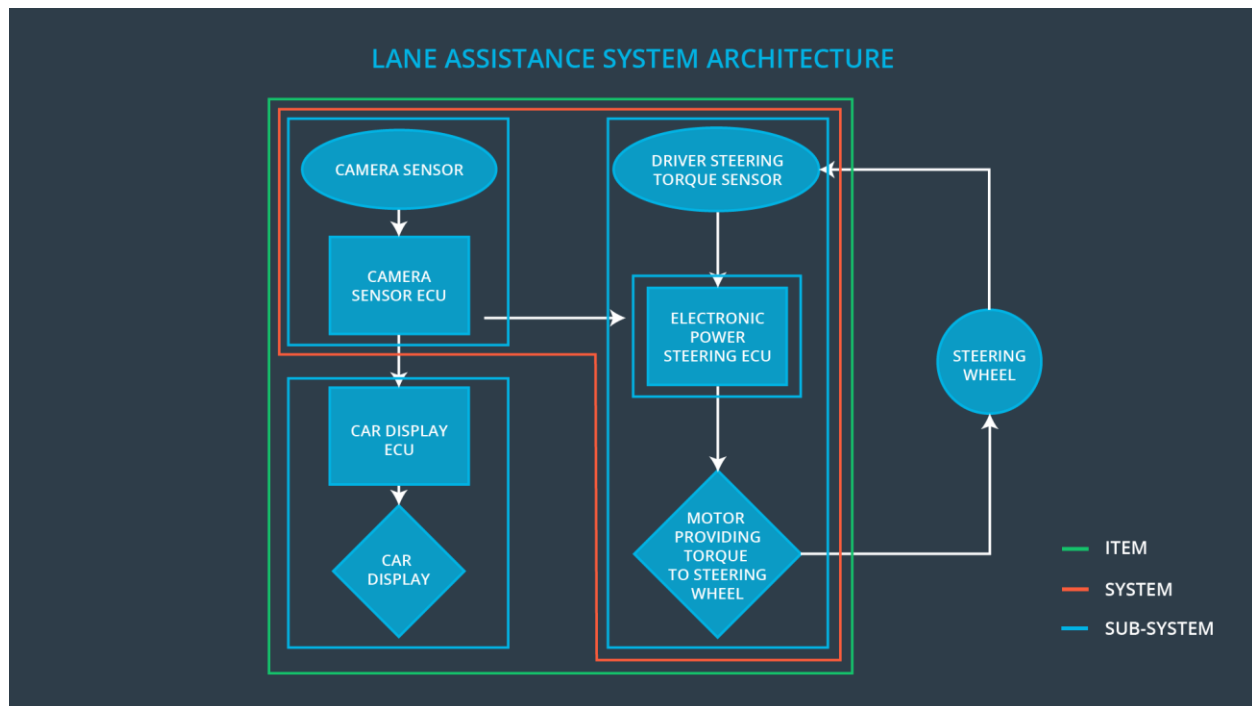 LANE ASSISTANCE SYSTEM ARCHITECTURE
CAMERA SENSOR
CAMERA
SENSOR ECU
CAR DISPLAY
ECU
CAR
DISPLAY
DRIVER STEERING
TORQUE SENSOR
ELECTRONIC
POWER
STEERING ECU
MOTOR
PROVIDING
TORQUE
TO STEERING
WHEEL
STEERING
WHEEL
ITEM
SYSTEM
SUB-SYSTEM